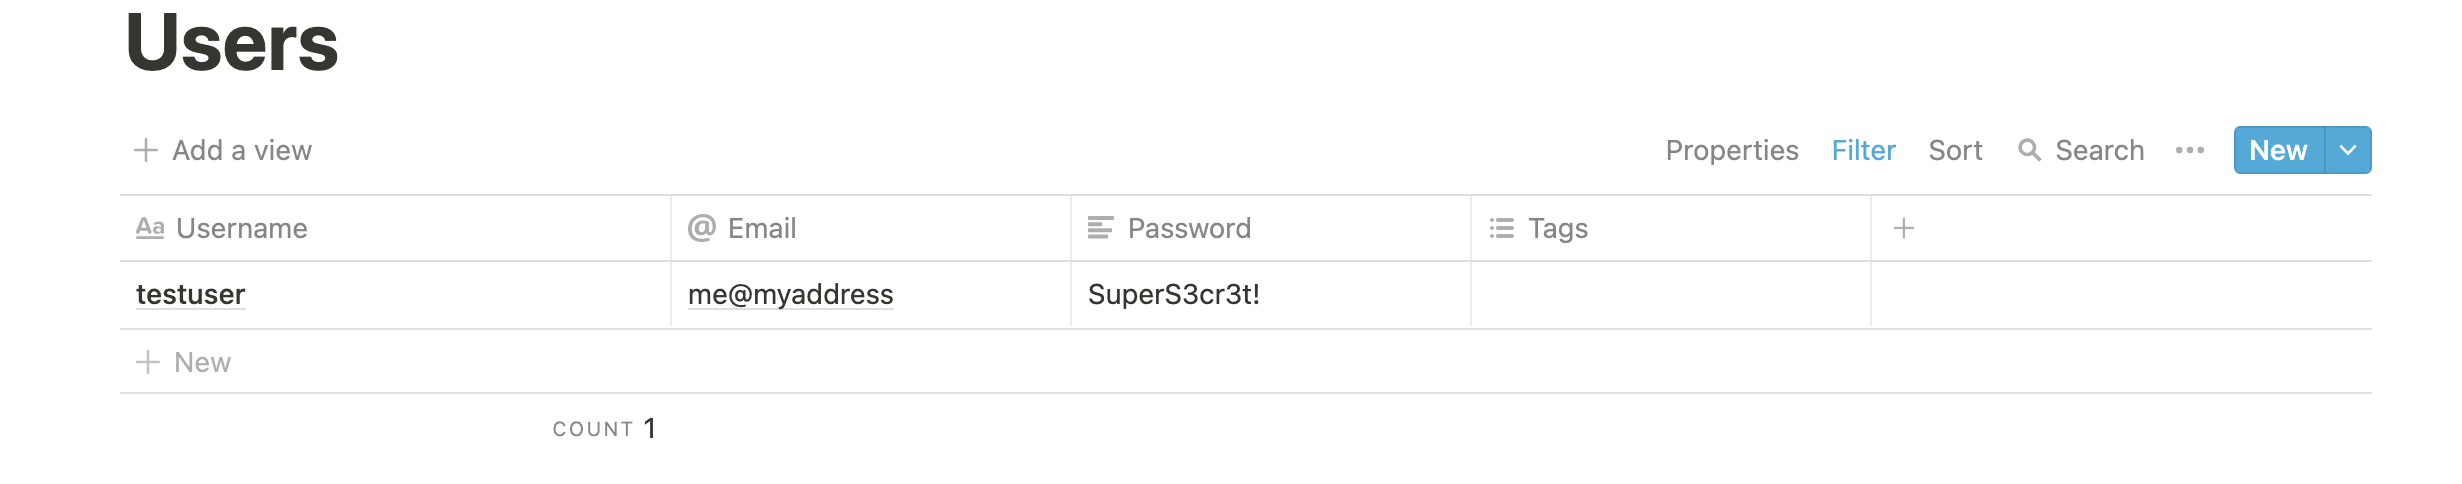 Users
Add a view Properties Filter Sort Search ••• New
Aa Username @ Email Password Tags +
testuser me@myaddress SuperS3cr3t!
+ New
COUNT 1